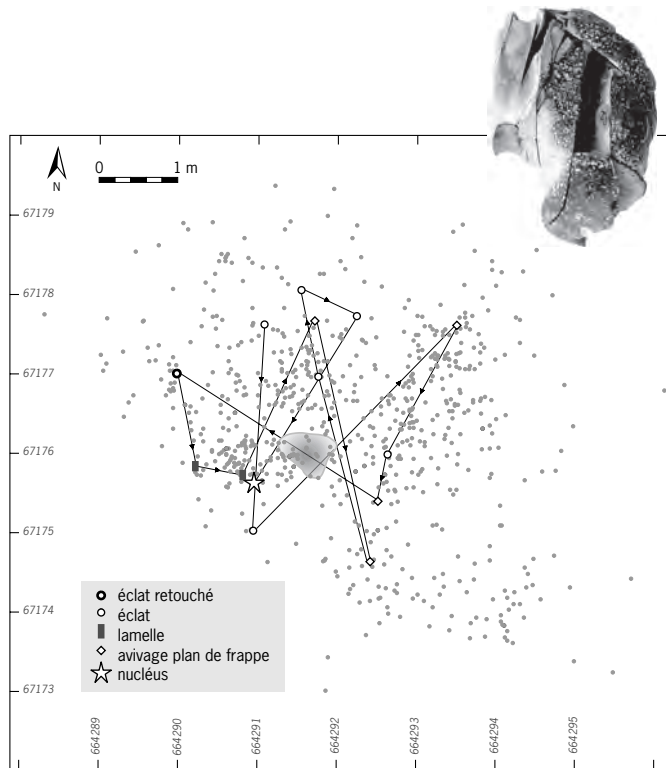 N
0 1 m
67179
67178
67177
67176
67175
67174
67173
éclat retouché
éclat
lamelle
avivage plan de frappe
nucléus
664289
664290
664291
664292
664293
664294
664295